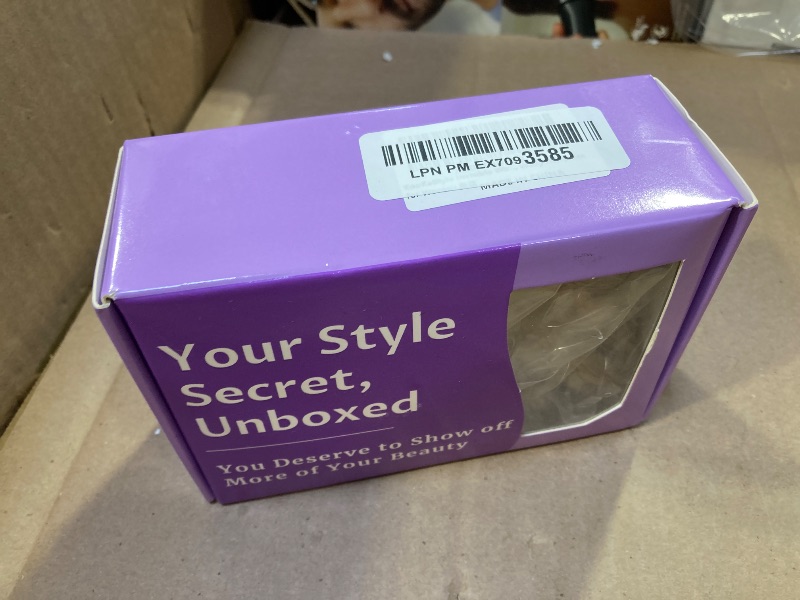 LPN PM EX7093585
Your Style
Secret,
Unboxed
You Deserve to Show off
More of Your Beauty